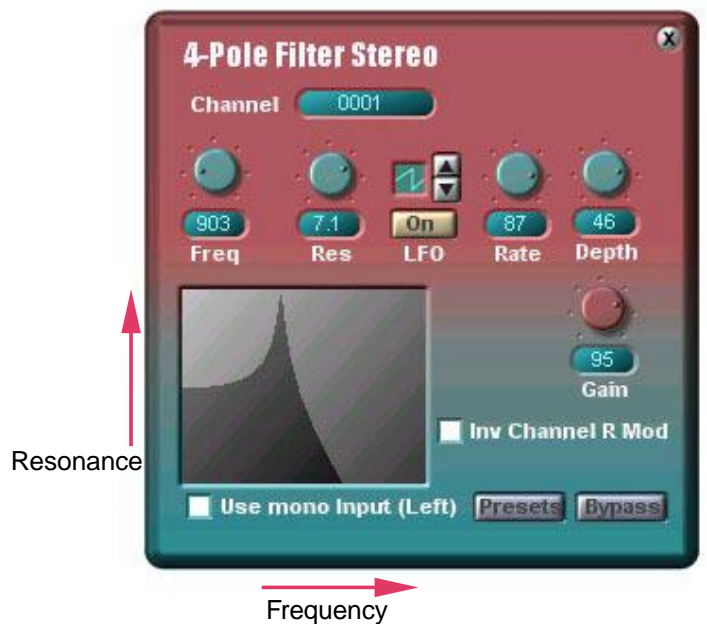 4-Pole Filter Stereo
X
Channel 0001
903 7.1 On 87 46
Freq Res LFO Rate Depth
95
Gain
Inv Channel R Mod
Resonance
Use mono Input (Left) Presets Bypass
Frequency